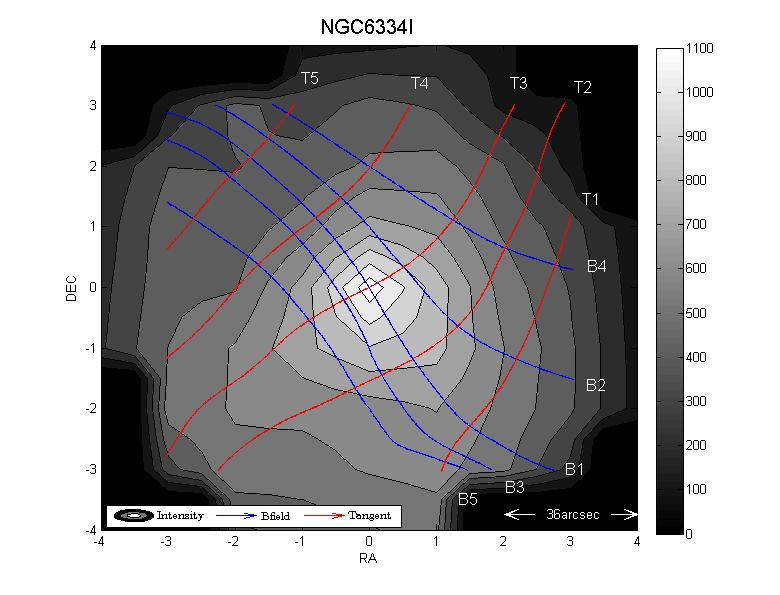 NGC6334I
4
3
2
1
0
-1
-2
-3
-4
DEC
T5
T4
T3
T2
T1
B4
B2
B1
B3
B5
Intensity Bfield Tangent
36arcsec
-4 -3 -2 -1 0 1 2 3 4
RA
1100
1000
900
800
700
600
500
400
300
200
100
0